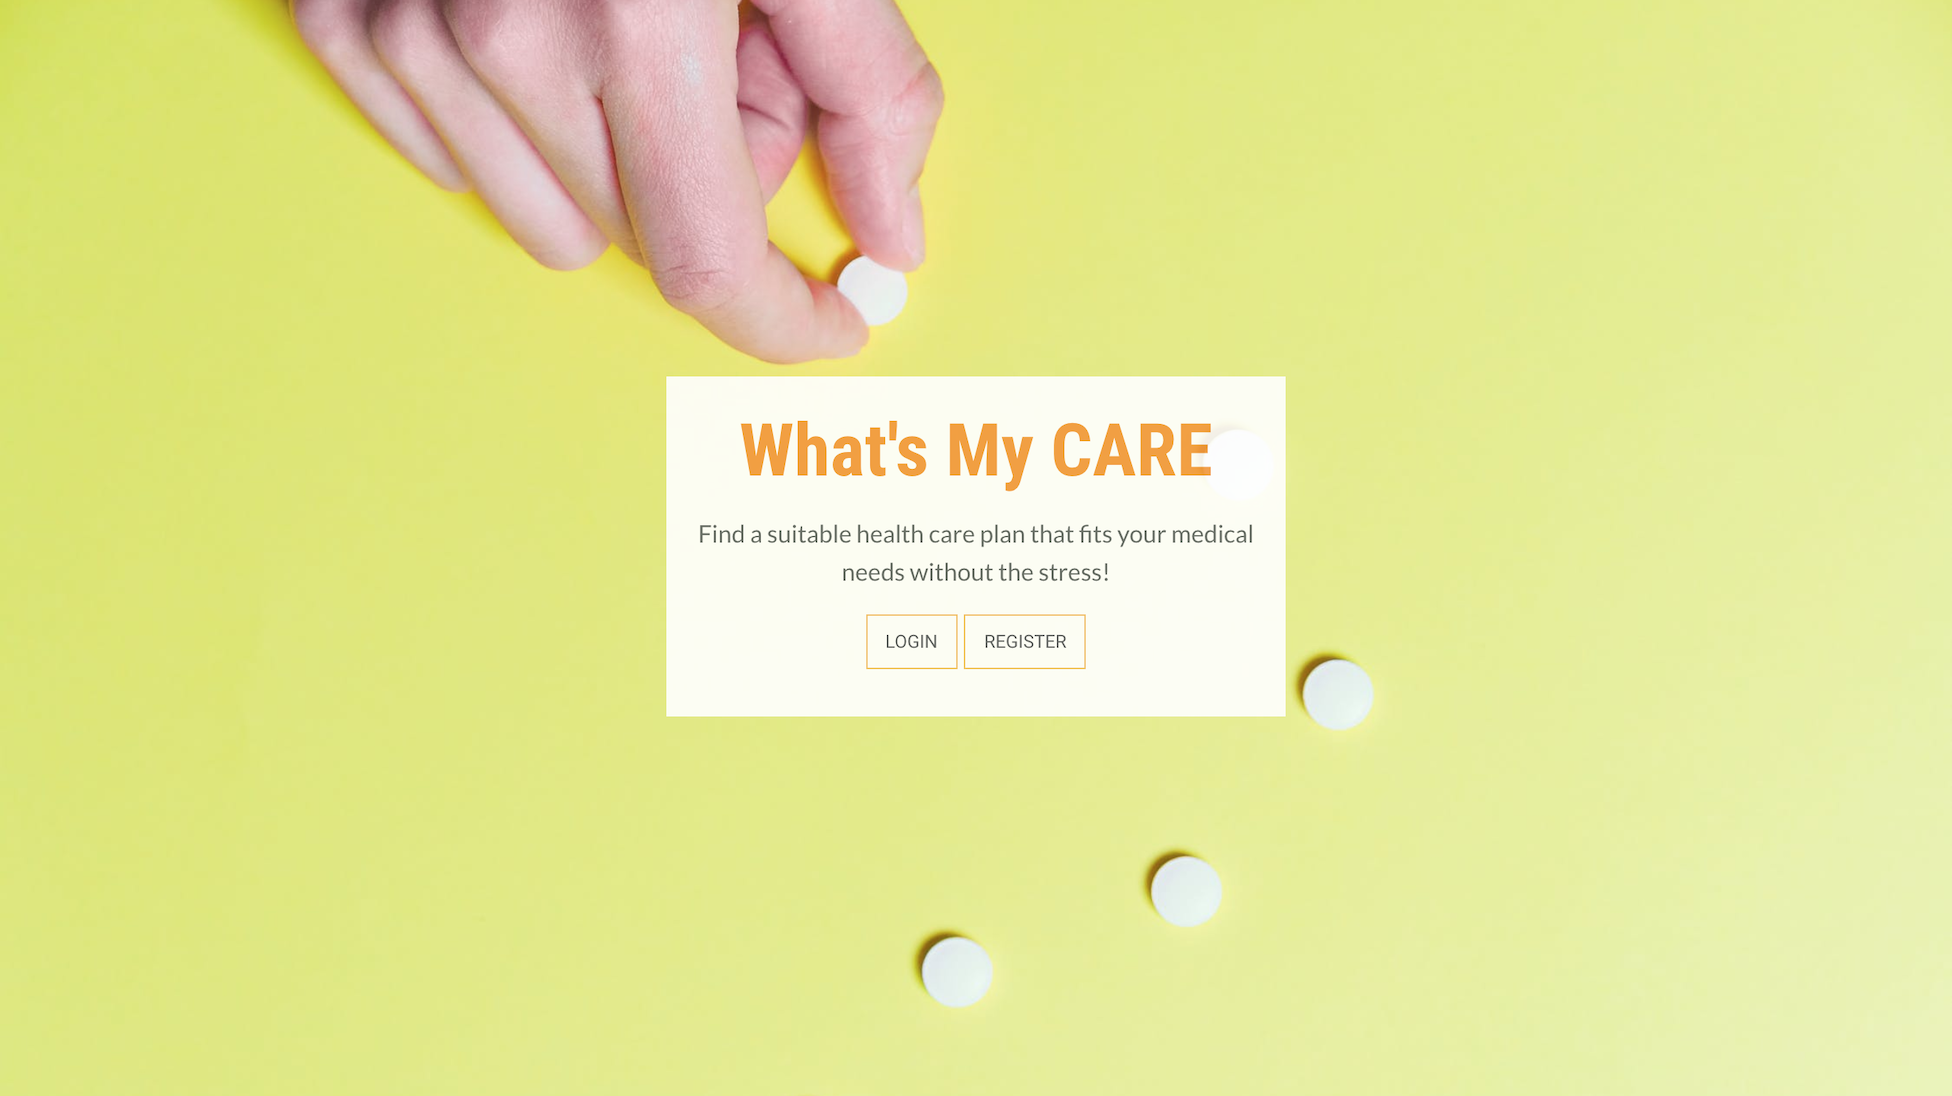 What's My CARE
Find a suitable health care plan that fits your medical
needs without the stress!
LOGIN
REGISTER